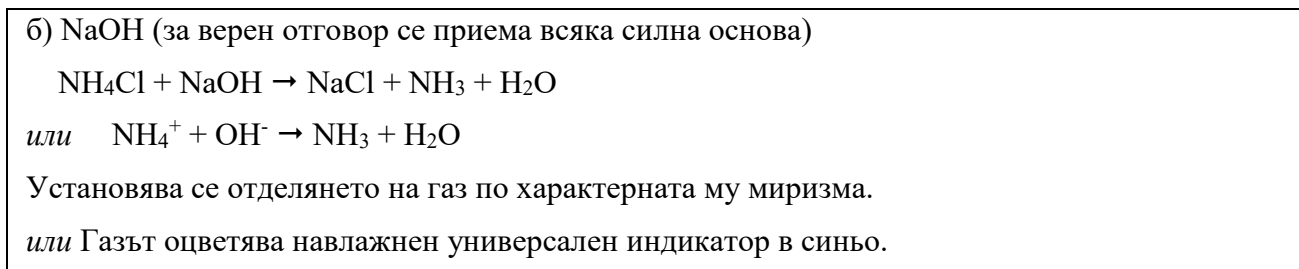 б) NaOH (за верен отговор се приема всяка силна основа)
NH₄Cl + NaOH → NaCl + NH₃ + H₂O
или NH₄⁺ + OH⁻ → NH₃ + H₂O
Установява се отделянето на газ по характерната му миризма.
или Газът оцветява навлажнен универсален индикатор в синьо.